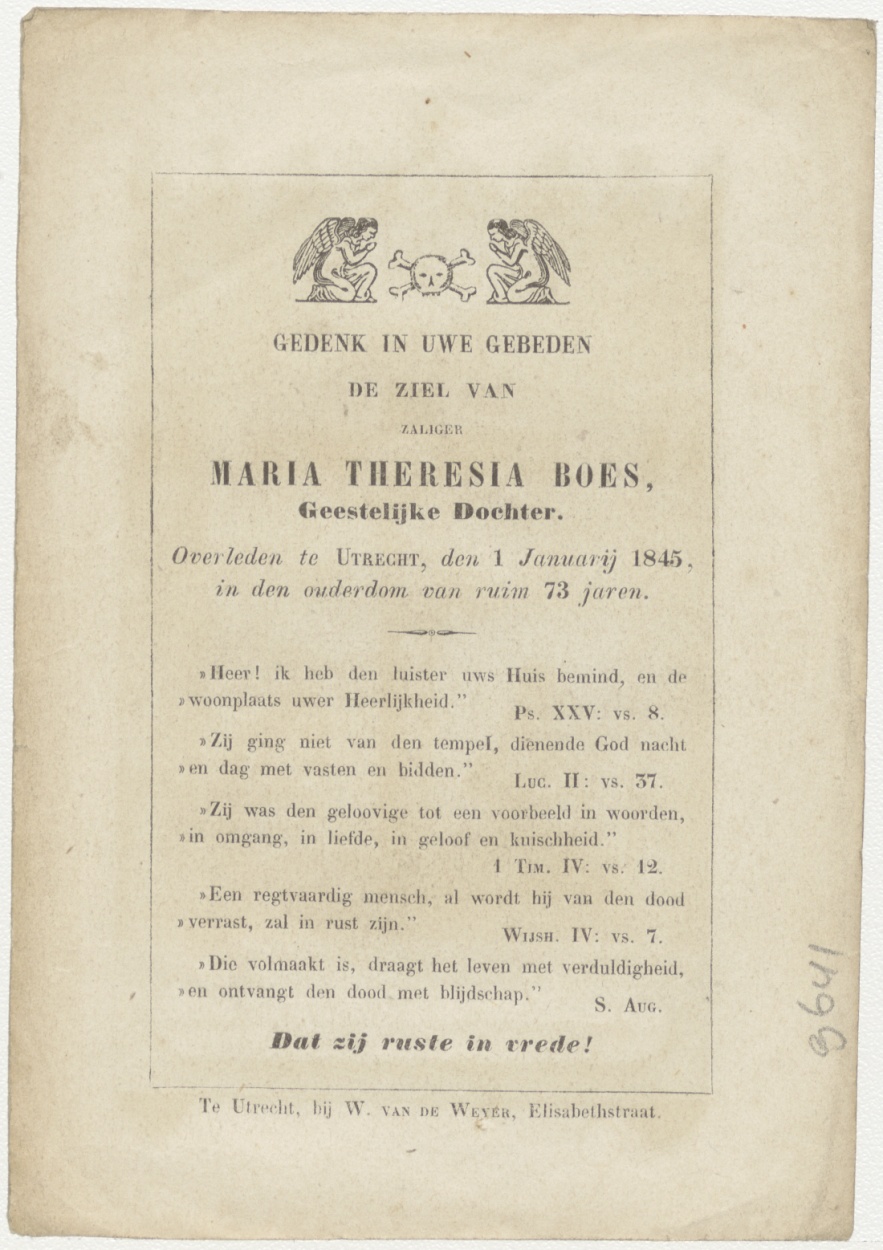 GEDENK IN UWE GEBEDEN
DE ZIEL VAN
ZALIGER
MARIA THERESIA BOES,
Geestelijke Dochter.
Overleden te UTRECHT, den 1 Januarij 1845,
in den ouderdom van ruim 73 jaren.
»Heer! ik heb den luister uws Huis bemind, en de
»woonplaats uwer Heerlijkheid."
Ps. XXV: vs. 8.
»Zij ging niet van den tempel, dienende God nacht
»en dag met vasten en bidden."
LUC. II: vs. 37.
»Zij was den geloovige tot een voorbeeld in woorden,
»in omgang, in liefde, in geloof en kuischheid."
1 TIM. IV: vs. 12.
»Een regtvaardig mensch, al wordt hij van den dood
»verrast, zal in rust zijn."
WIJSH. IV: vs. 7.
»Die volmaakt is, draagt het leven met verduldigheid,
»en ontvangt den dood met blijdschap."
S. AUG.
Dat zij ruste in vrede!
Te Utrecht, bij W. VAN DE WEYER, Elisabethstraat.
3641